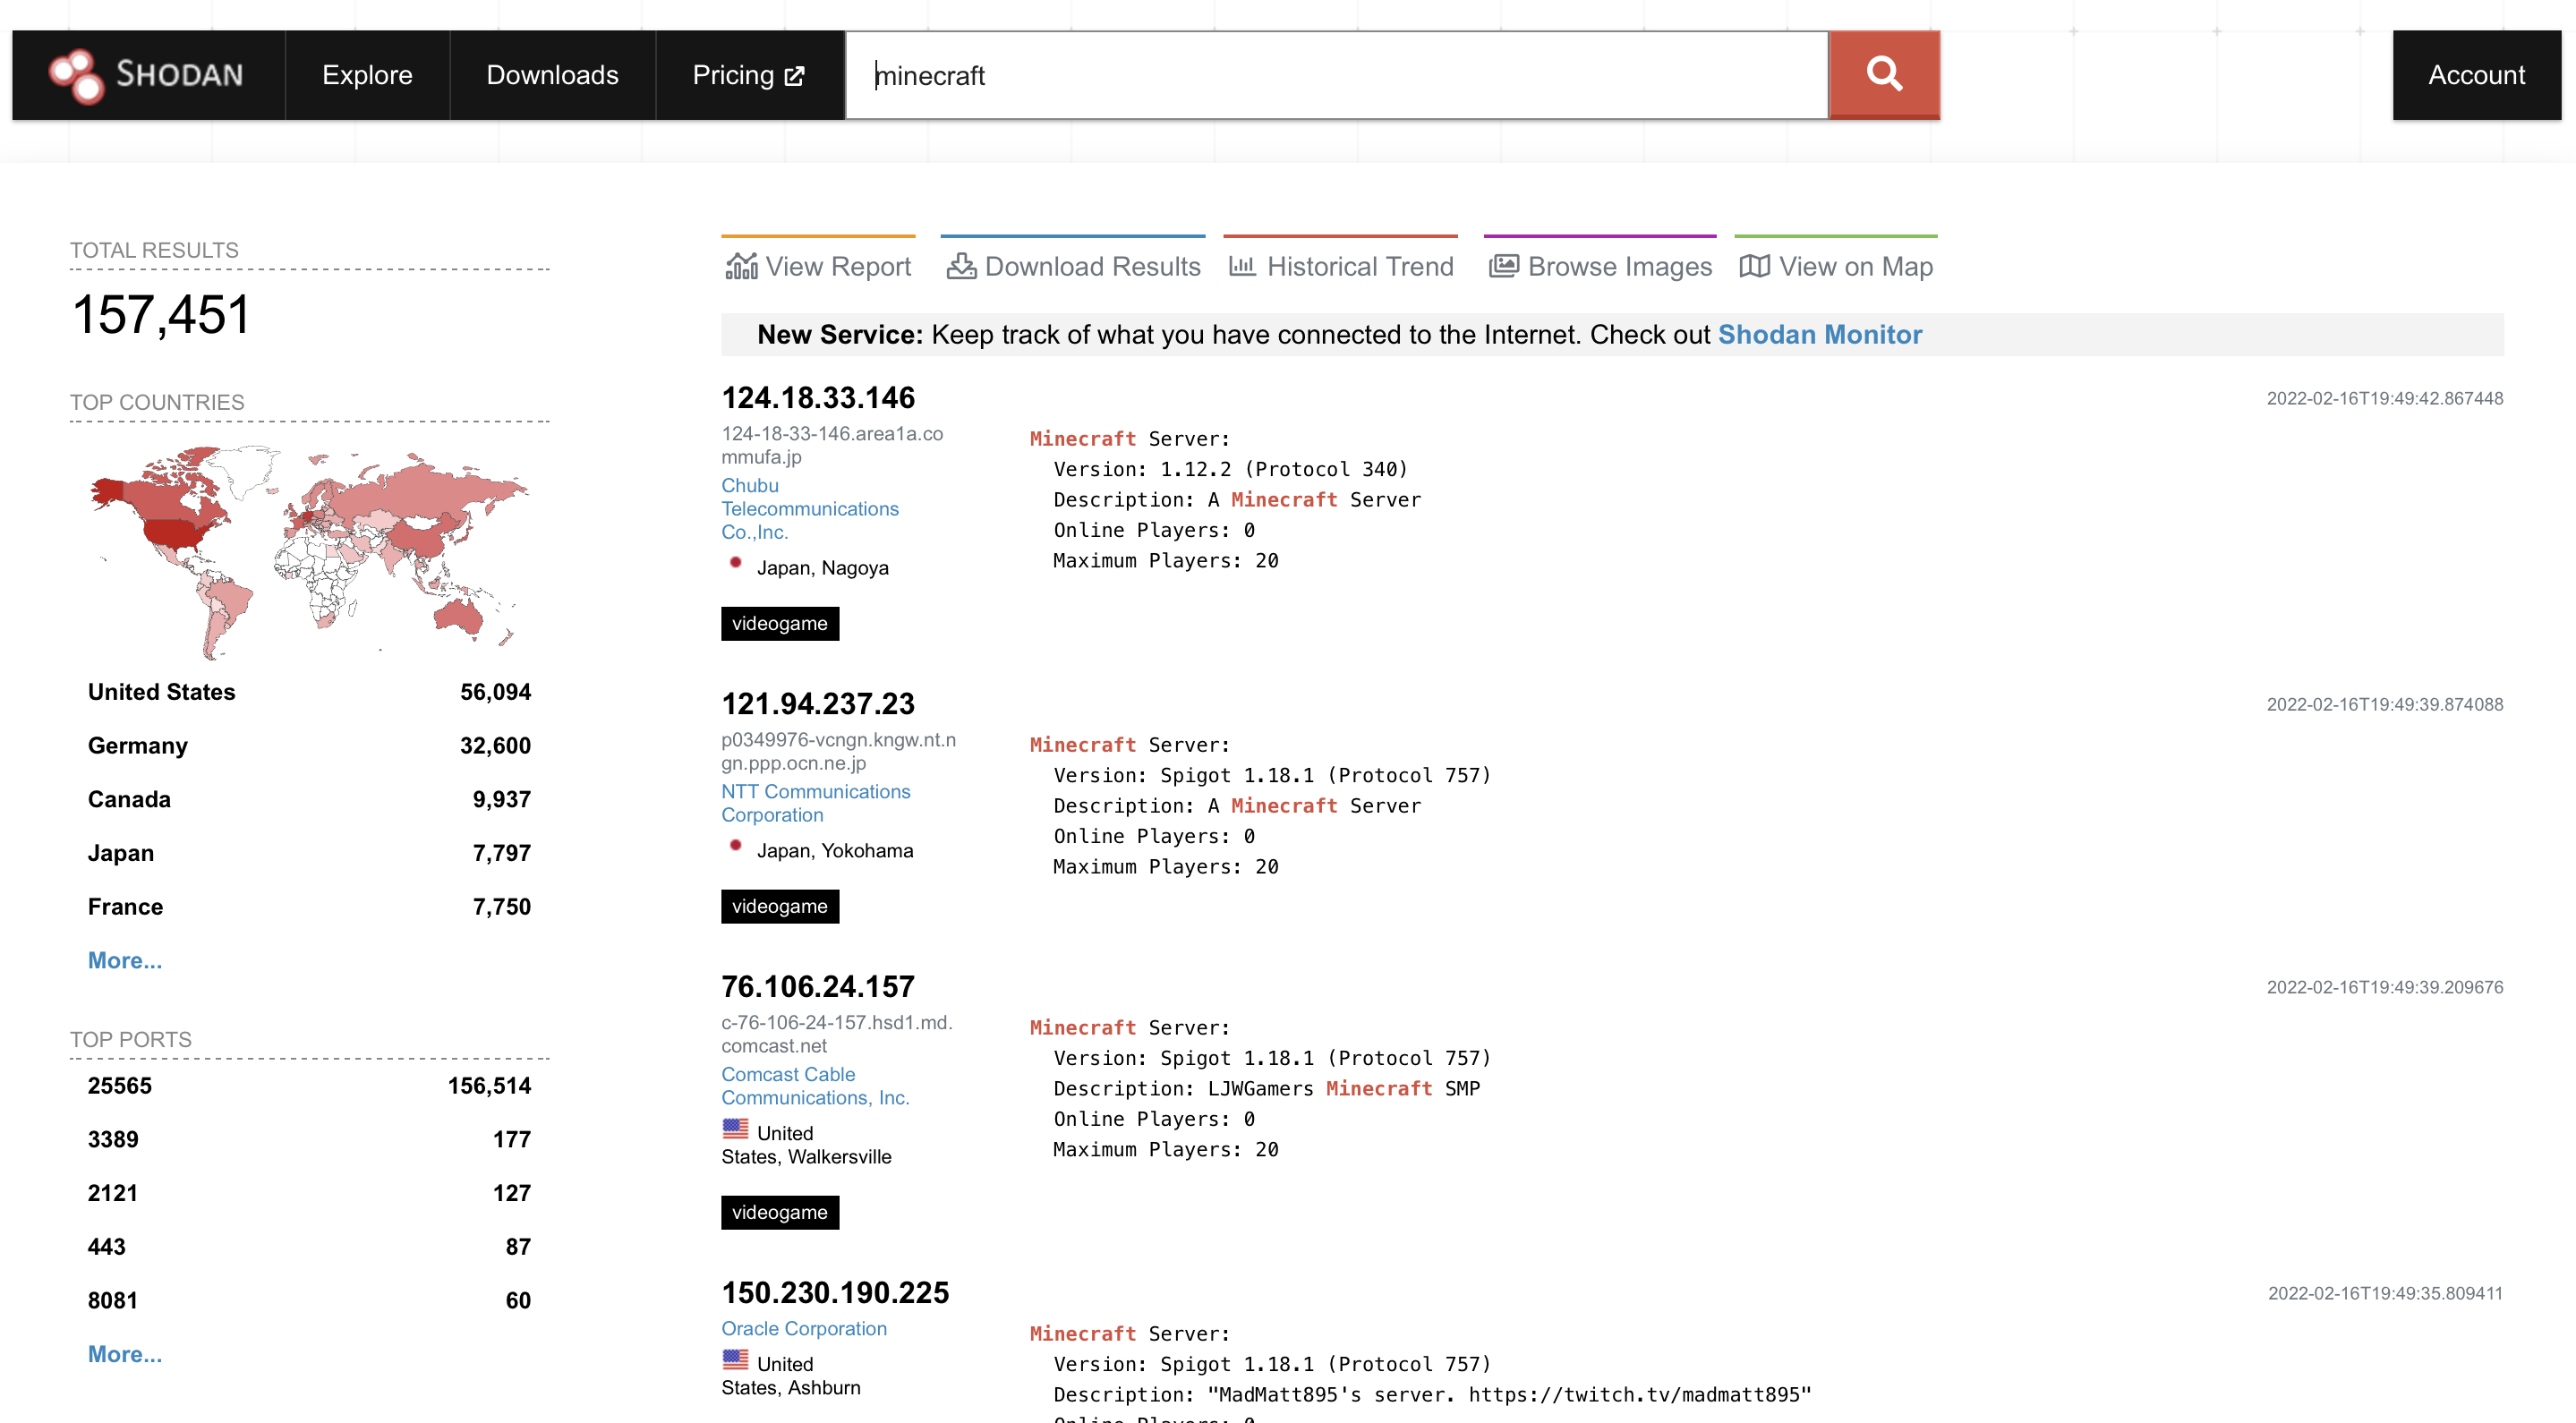 SHODAN
Explore
Downloads
Pricing
minecraft
Account
TOTAL RESULTS
157,451
TOP COUNTRIES
United States 56,094
Germany 32,600
Canada 9,937
Japan 7,797
France 7,750
More...
TOP PORTS
25565 156,514
3389 177
2121 127
443 87
8081 60
More...
View Report
Download Results
Historical Trend
Browse Images
View on Map
New Service: Keep track of what you have connected to the Internet. Check out Shodan Monitor
124.18.33.146
2022-02-16T19:49:42.867448
124-18-33-146.area1a.co
mmufa.jp
Chubu
Telecommunications
Co.,Inc.
Japan, Nagoya
videogame
Minecraft Server:
Version: 1.12.2 (Protocol 340)
Description: A Minecraft Server
Online Players: 0
Maximum Players: 20
121.94.237.23
2022-02-16T19:49:39.874088
p0349976-vcngn.kngw.nt.n
gn.ppp.ocn.ne.jp
NTT Communications
Corporation
Japan, Yokohama
videogame
Minecraft Server:
Version: Spigot 1.18.1 (Protocol 757)
Description: A Minecraft Server
Online Players: 0
Maximum Players: 20
76.106.24.157
2022-02-16T19:49:39.209676
c-76-106-24-157.hsd1.md.
comcast.net
Comcast Cable
Communications, Inc.
United
States, Walkersville
videogame
Minecraft Server:
Version: Spigot 1.18.1 (Protocol 757)
Description: LJWGamers Minecraft SMP
Online Players: 0
Maximum Players: 20
150.230.190.225
2022-02-16T19:49:35.809411
Oracle Corporation
United
States, Ashburn
Minecraft Server:
Version: Spigot 1.18.1 (Protocol 757)
Description: "MadMatt895's server. https://twitch.tv/madmatt895"
Online Players: 0